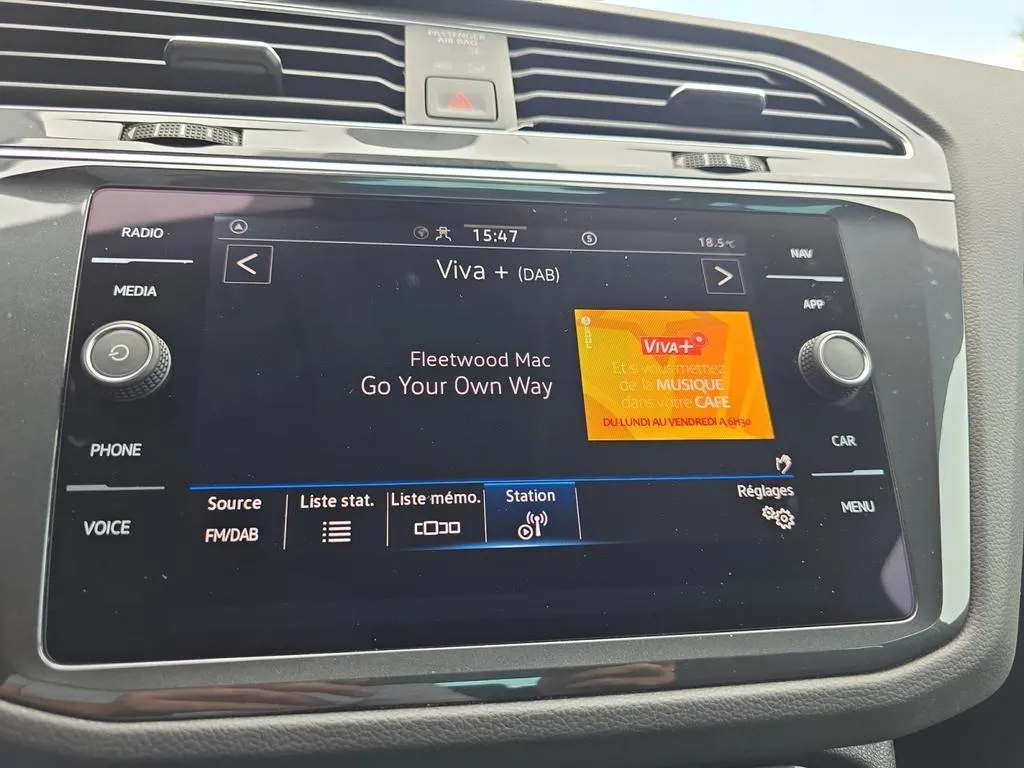 PASSENGER
AIR BAG
RADIO
MEDIA
PHONE
VOICE
15:47
5
18.5°C
<
Viva + (DAB)
>
Fleetwood Mac
Go Your Own Way
VIVA+
Et si vous mettiez
de la MUSIQUE
dans votre CAFE
DU LUNDI AU VENDREDI A 6H30
Source
FM/DAB
Liste stat.
Liste mémo.
Station
Réglages
NAV
APP
CAR
MENU